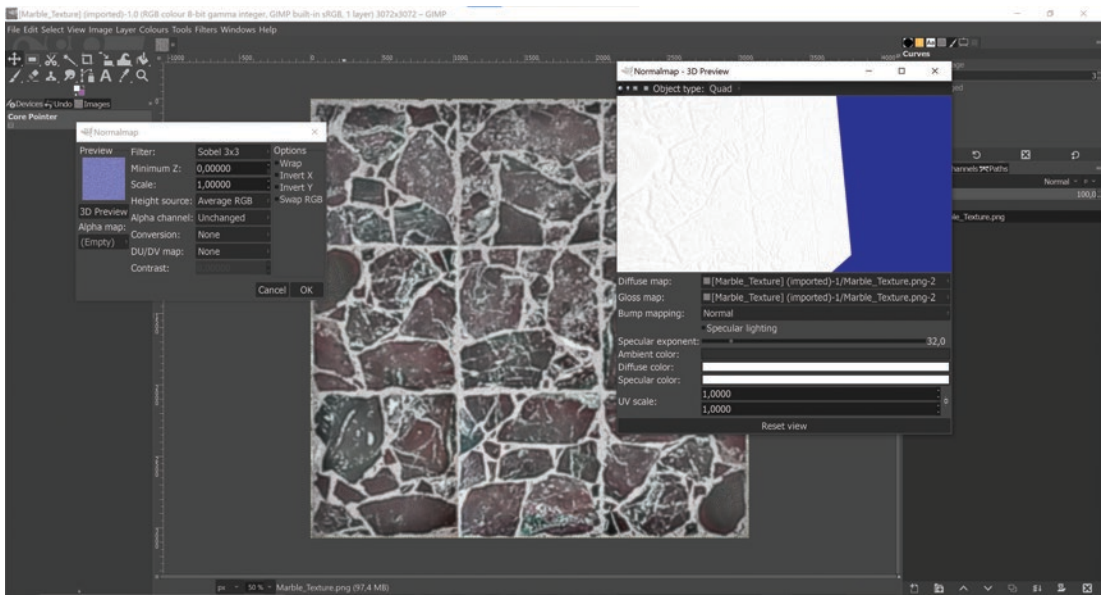 [Marble_Texture] (imported)-1.0 (RGB colour 8-bit gamma integer, GIMP built-in sRGB, 1 layer) 3072x3072 – GIMP
File Edit Select View Image Layer Colours Tools Filters Windows Help
Devices Undo Images
Core Pointer
Normalmap
Preview
Filter: Sobel 3x3
Minimum Z: 0,00000
Scale: 1,00000
Height source: Average RGB
3D Preview
Alpha channel: Unchanged
Alpha map:
(Empty)
Conversion: None
DU/DV map: None
Contrast:
Options
Wrap
Invert X
Invert Y
Swap RGB
Cancel OK
Normalmap - 3D Preview
Object type: Quad
Diffuse map: [Marble_Texture] (imported)-1/Marble_Texture.png-2
Gloss map: [Marble_Texture] (imported)-1/Marble_Texture.png-2
Bump mapping: Normal
Specular lighting
Specular exponent: 32,0
Ambient color:
Diffuse color:
Specular color:
UV scale: 1,0000
1,0000
Reset view
Curves
Paths
Normal
100,0
px 50 % Marble_Texture.png (97,4 MB)